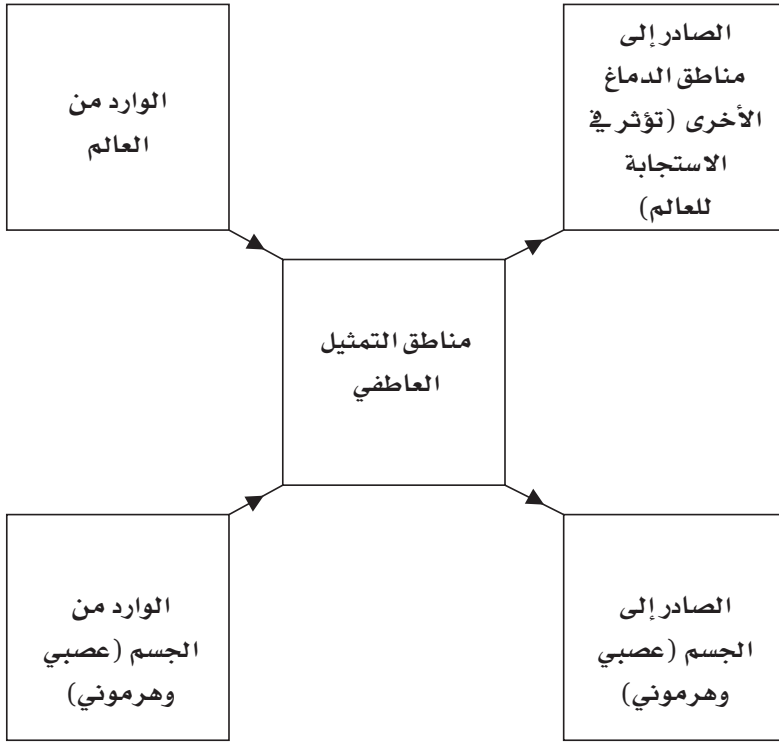 الوارد من
العالم
الصادر إلى
مناطق الدماغ
الأخرى (تؤثر في
الاستجابة
للعالم)
مناطق التمثيل
العاطفي
الوارد من
الجسم (عصبي
وهرموني)
الصادر إلى
الجسم (عصبي
وهرموني)